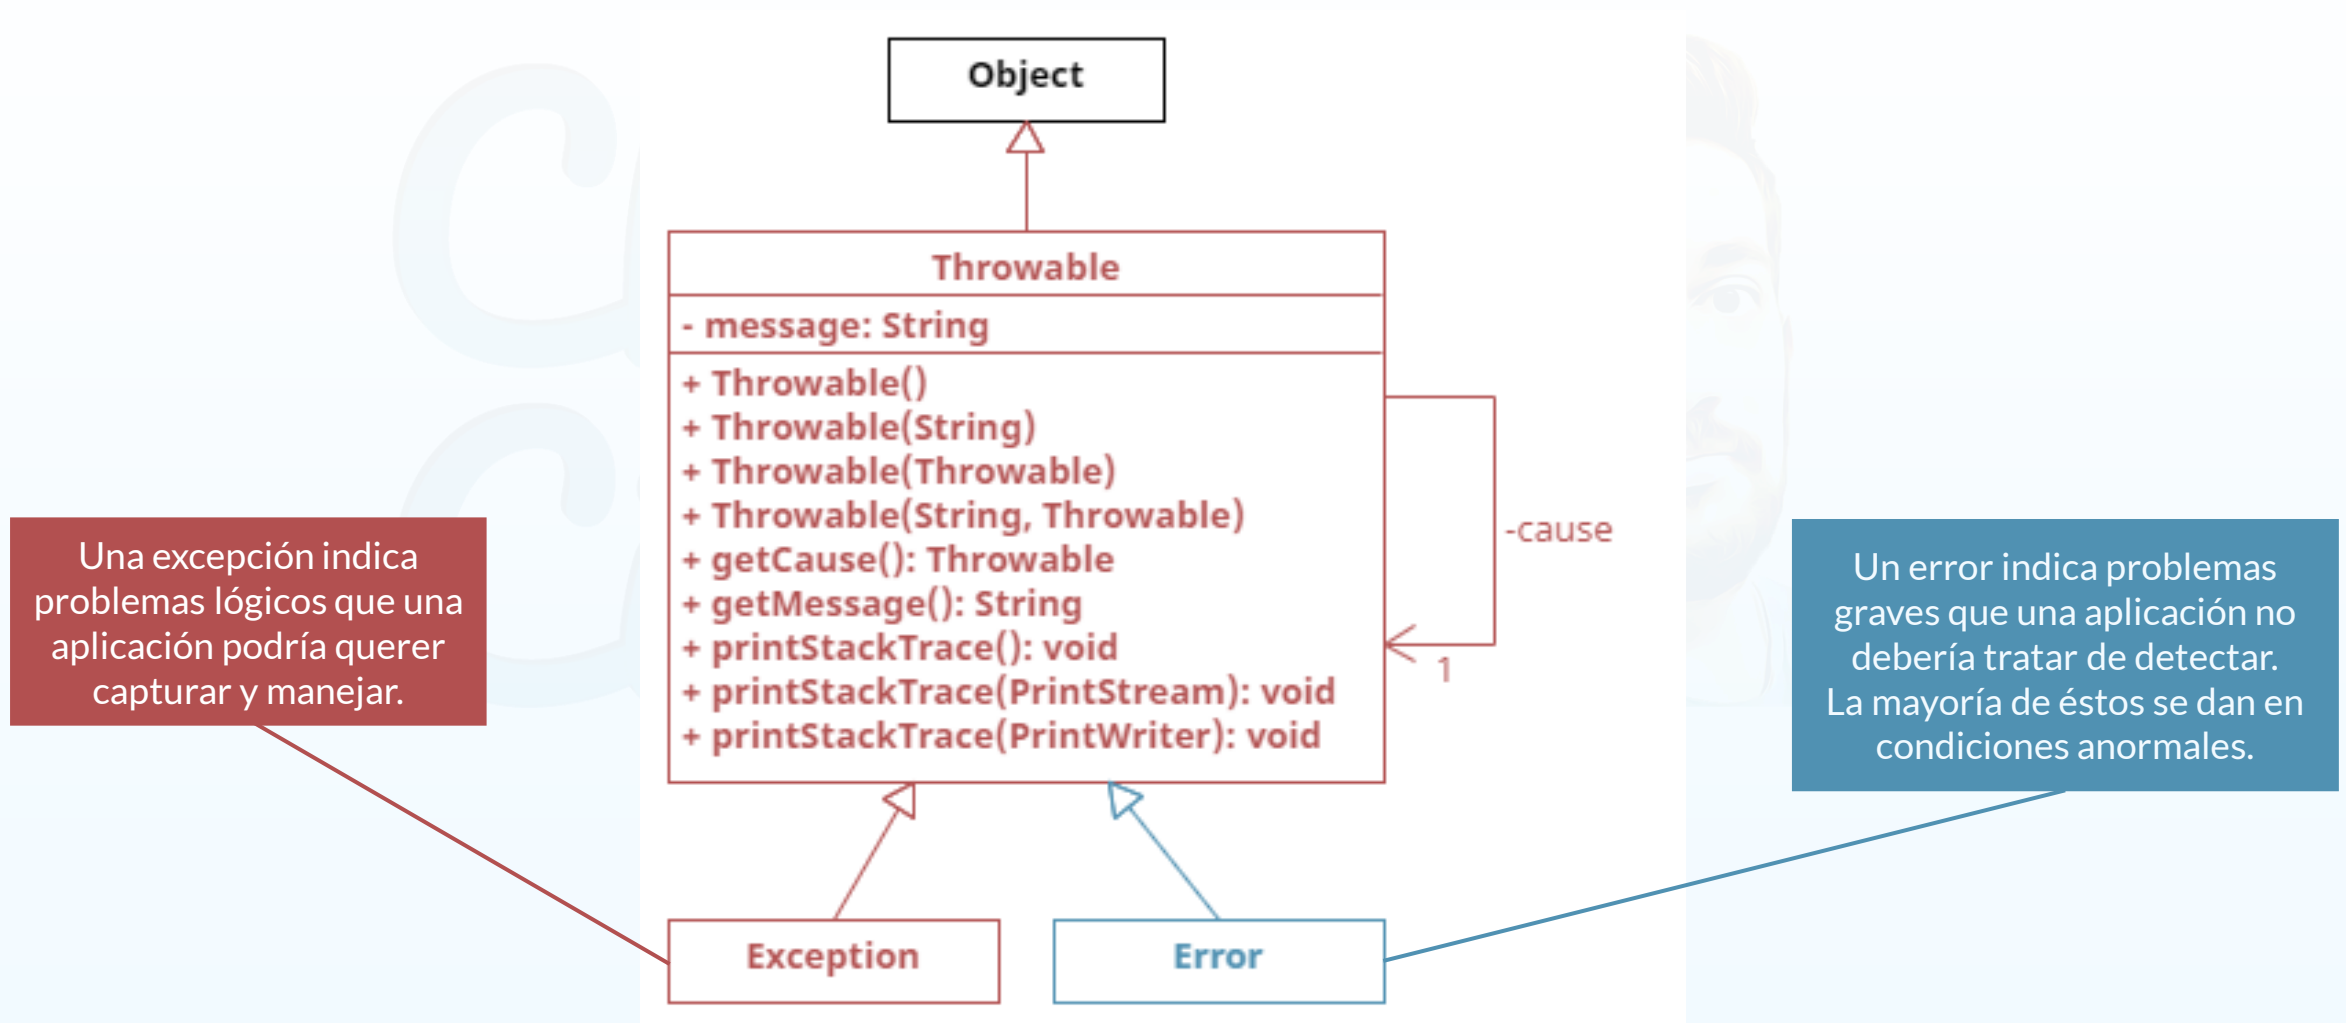 Object
Throwable
- message: String
+ Throwable()
+ Throwable(String)
+ Throwable(Throwable)
+ Throwable(String, Throwable)
+ getCause(): Throwable
+ getMessage(): String
+ printStackTrace(): void
+ printStackTrace(PrintStream): void
+ printStackTrace(PrintWriter): void
-cause
1
Una excepción indica
problemas lógicos que una
aplicación podría querer
capturar y manejar.
Un error indica problemas
graves que una aplicación no
debería tratar de detectar.
La mayoría de éstos se dan en
condiciones anormales.
Exception
Error